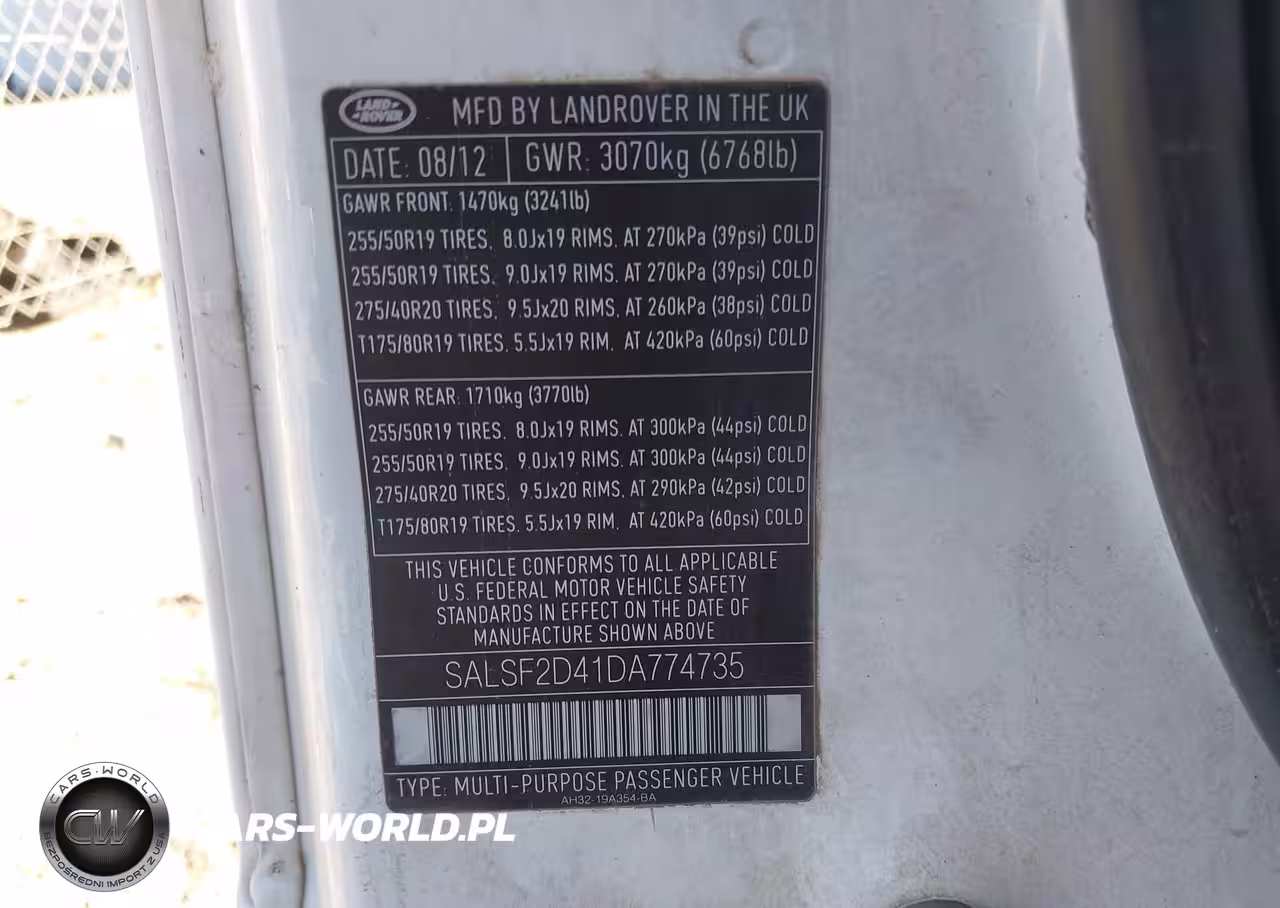 LAND ROVER
MFD BY LANDROVER IN THE UK
DATE: 08/12 GWR: 3070kg (6768lb)
GAWR FRONT: 1470kg (3241lb)
255/50R19 TIRES, 8.0Jx19 RIMS, AT 270kPa (39psi) COLD
255/50R19 TIRES, 9.0Jx19 RIMS, AT 270kPa (39psi) COLD
275/40R20 TIRES, 9.5Jx20 RIMS, AT 260kPa (38psi) COLD
T175/80R19 TIRES, 5.5Jx19 RIM, AT 420kPa (60psi) COLD
GAWR REAR: 1710kg (3770lb)
255/50R19 TIRES, 8.0Jx19 RIMS, AT 300kPa (44psi) COLD
255/50R19 TIRES, 9.0Jx19 RIMS, AT 300kPa (44psi) COLD
275/40R20 TIRES, 9.5Jx20 RIMS, AT 290kPa (42psi) COLD
T175/80R19 TIRES, 5.5Jx19 RIM, AT 420kPa (60psi) COLD
THIS VEHICLE CONFORMS TO ALL APPLICABLE
U.S. FEDERAL MOTOR VEHICLE SAFETY
STANDARDS IN EFFECT ON THE DATE OF
MANUFACTURE SHOWN ABOVE
SALSF2D41DA774735
TYPE: MULTI-PURPOSE PASSENGER VEHICLE
AH32-19A354-BA
CARS-WORLD
CW
BEZPOŚREDNI IMPORT Z USA
ARS-WORLD.PL